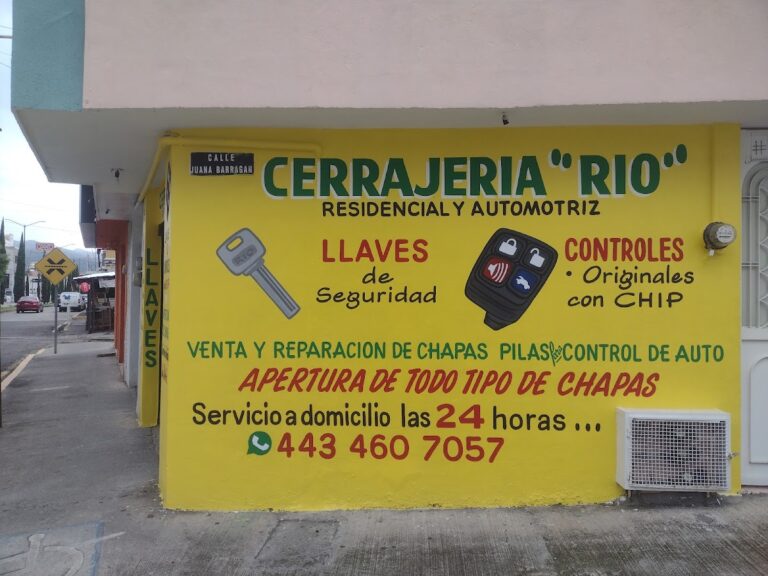 CALLE
JUANA BARRAGAN
CERRAJERIA "RIO"
RESIDENCIAL Y AUTOMOTRIZ
LLAVES
de
Seguridad
CONTROLES
• Originales
con CHIP
VENTA Y REPARACION DE CHAPAS PILAS CONTROL DE AUTO
APERTURA DE TODO TIPO DE CHAPAS
Servicio a domicilio las 24 horas...
443 460 7057
LLAVES
#